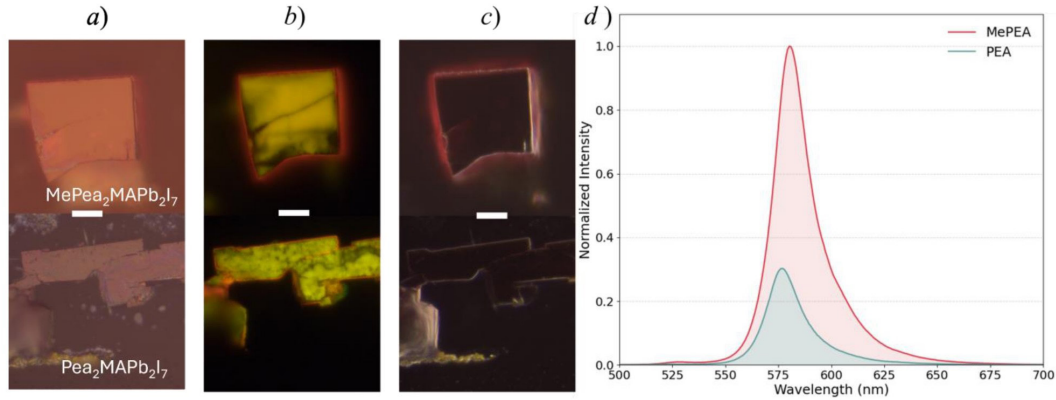 a)
b)
c)
d)
MePea₂MAPb₂I₇
Pea₂MAPb₂I₇
MePEA
PEA
Normalized Intensity
1.0
0.8
0.6
0.4
0.2
0.0
500
525
550
575
600
625
650
675
700
Wavelength (nm)